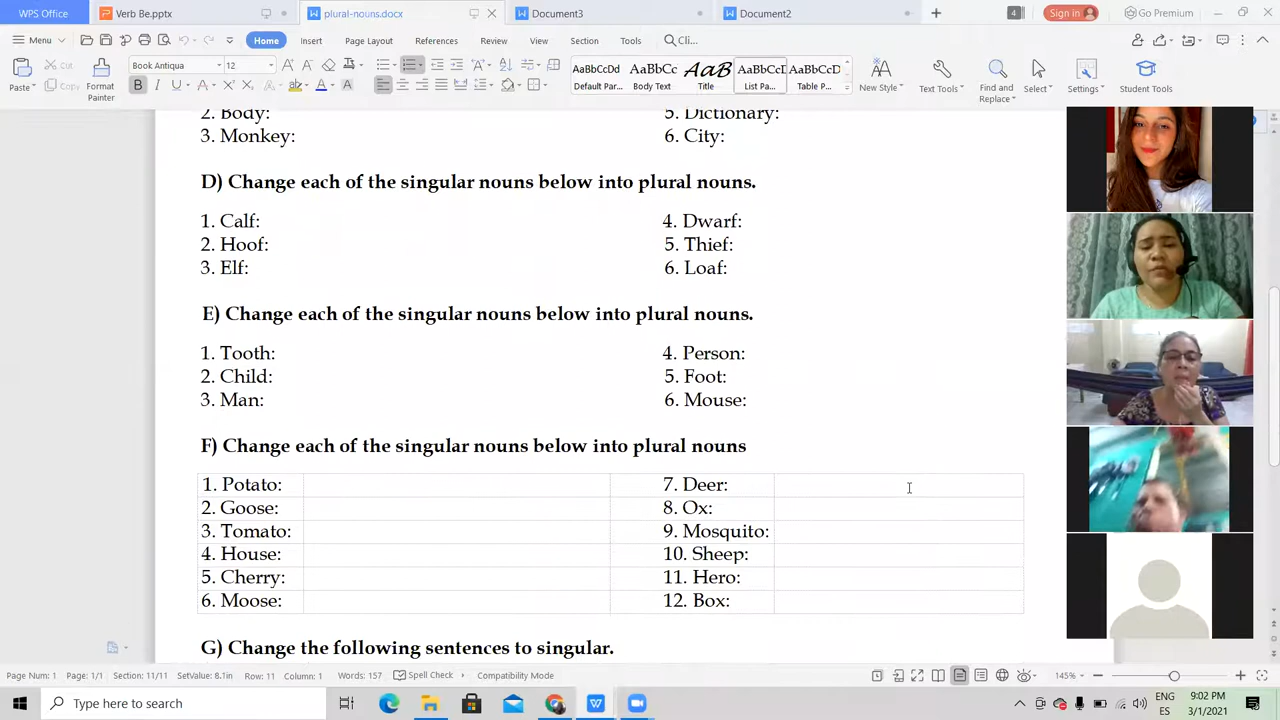 WPS Office Verb Be.pptx plural-nouns.docx Document3 Document2 4 Sign in Go Premium
Menu Home Insert Page Layout References Review View Section Tools Cli...
Paste Cut Copy Format Painter Book Antiqua 12 AaBbCcDd Default Par... AaBbCc Body Text AaB Title AaBbCcI List Pa... AaBbCcD Table P... New Style Text Tools Find and Replace Select Settings Student Tools
2. Body: 5. Dictionary:
3. Monkey: 6. City:
D) Change each of the singular nouns below into plural nouns.
1. Calf: 4. Dwarf:
2. Hoof: 5. Thief:
3. Elf: 6. Loaf:
E) Change each of the singular nouns below into plural nouns.
1. Tooth: 4. Person:
2. Child: 5. Foot:
3. Man: 6. Mouse:
F) Change each of the singular nouns below into plural nouns
1. Potato: 7. Deer:
2. Goose: 8. Ox:
3. Tomato: 9. Mosquito:
4. House: 10. Sheep:
5. Cherry: 11. Hero:
6. Moose: 12. Box:
G) Change the following sentences to singular.
Page Num: 1 Page: 1/1 Section: 11/11 SetValue: Row: 11 Column: 1 Words: 157 Spell Check Compatibility Mode 145%
Type here to search ENG 9:02 PM
ES 3/1/2021